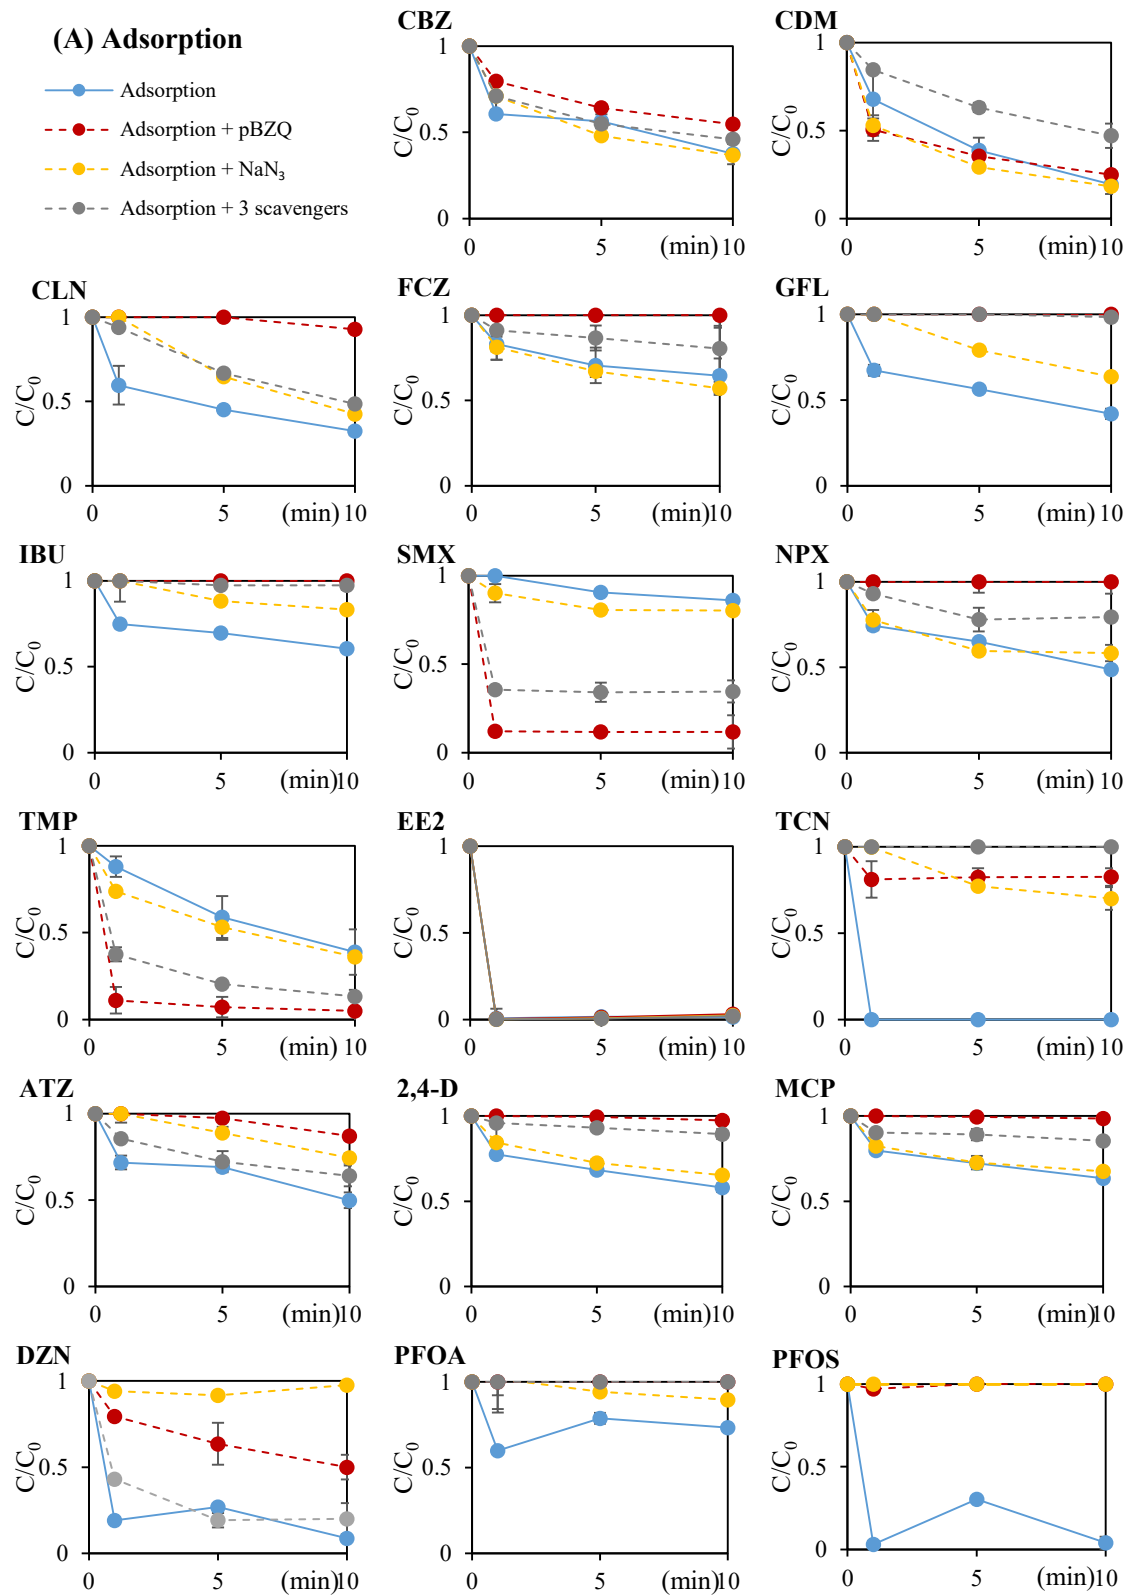 (A) Adsorption
Adsorption
Adsorption + pBZQ
Adsorption + NaN₃
Adsorption + 3 scavengers
CBZ
1
0.5
0
C/C₀
0 5 (min) 10
CDM
1
0.5
0
C/C₀
0 5 (min) 10
CLN
1
0.5
0
C/C₀
0 5 (min) 10
FCZ
1
0.5
0
C/C₀
0 5 (min) 10
GFL
1
0.5
0
C/C₀
0 5 (min) 10
IBU
1
0.5
0
C/C₀
0 5 (min) 10
SMX
1
0.5
0
C/C₀
0 5 (min) 10
NPX
1
0.5
0
C/C₀
0 5 (min) 10
TMP
1
0.5
0
C/C₀
0 5 (min) 10
EE2
1
0.5
0
C/C₀
0 5 (min) 10
TCN
1
0.5
0
C/C₀
0 5 (min) 10
ATZ
1
0.5
0
C/C₀
0 5 (min) 10
2,4-D
1
0.5
0
C/C₀
0 5 (min) 10
MCP
1
0.5
0
C/C₀
0 5 (min) 10
DZN
1
0.5
0
C/C₀
0 5 (min) 10
PFOA
1
0.5
0
C/C₀
0 5 (min) 10
PFOS
1
0.5
0
C/C₀
0 5 (min) 10